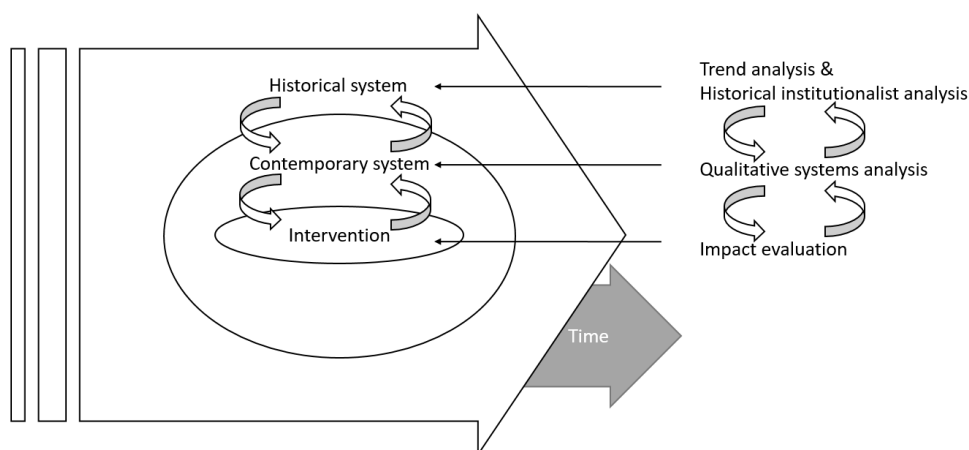 Historical system
Contemporary system
Intervention
Time
Trend analysis &
Historical institutionalist analysis
Qualitative systems analysis
Impact evaluation